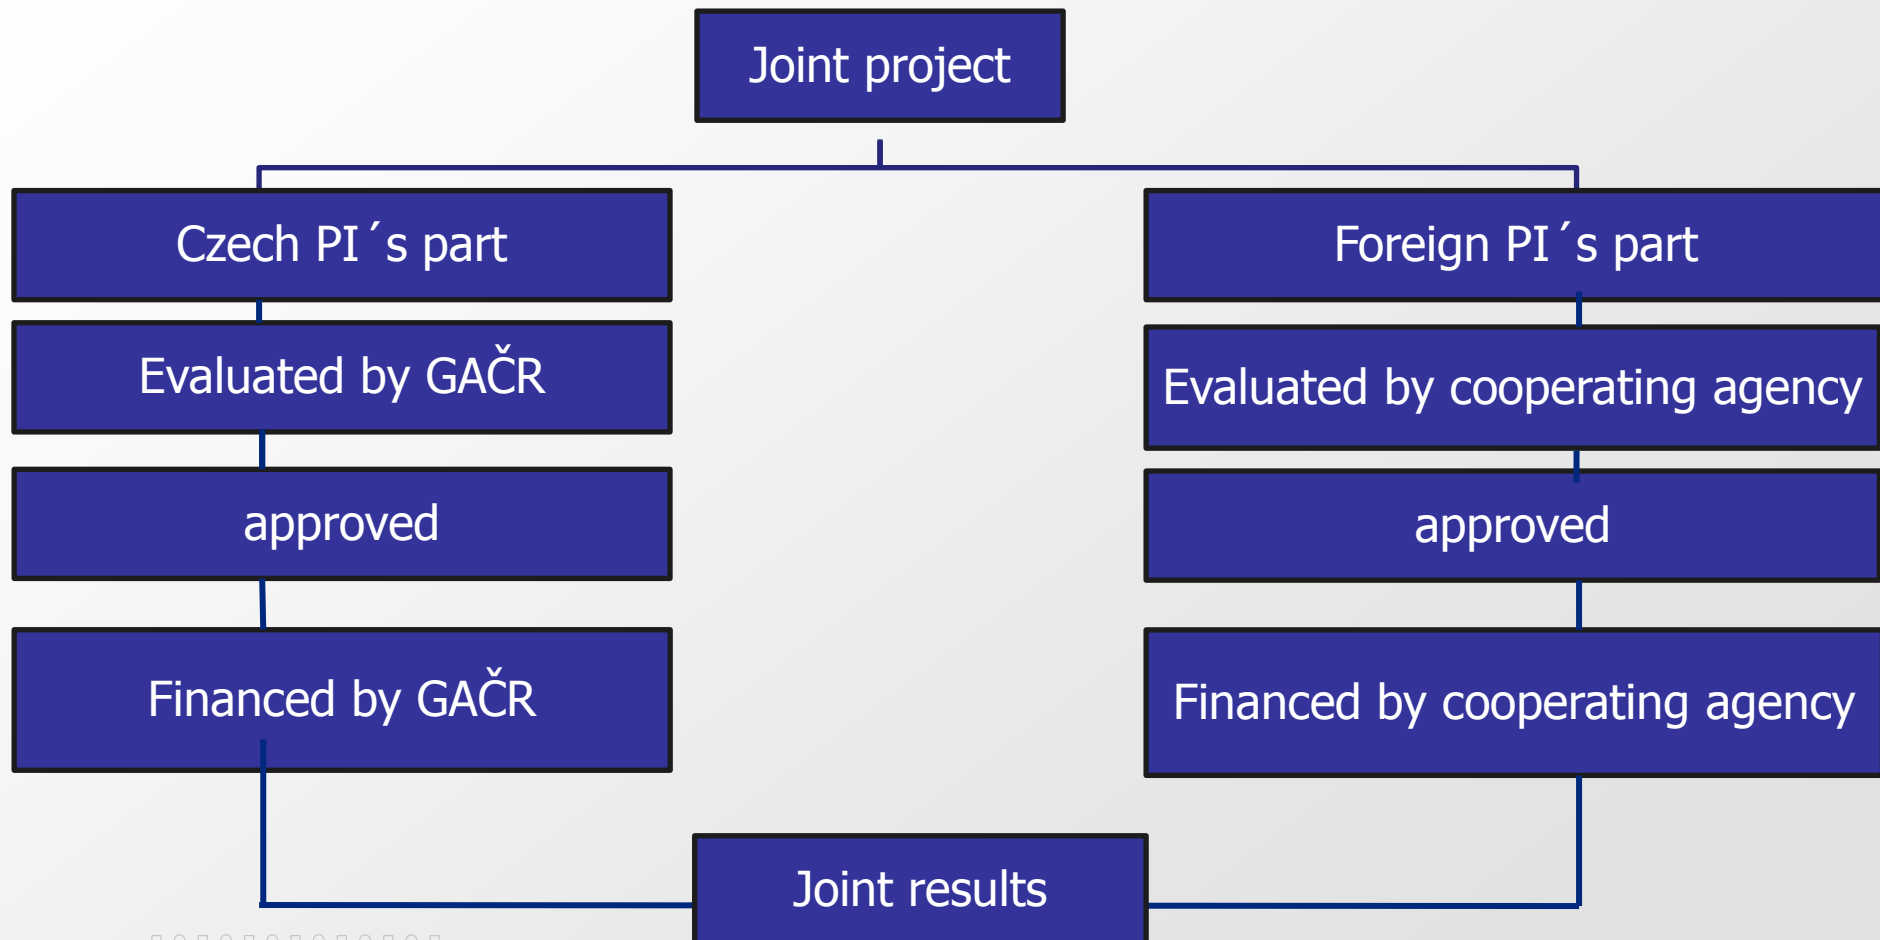 Joint project
Czech PI´s part
Foreign PI´s part
Evaluated by GAČR
Evaluated by cooperating agency
approved
approved
Financed by GAČR
Financed by cooperating agency
Joint results